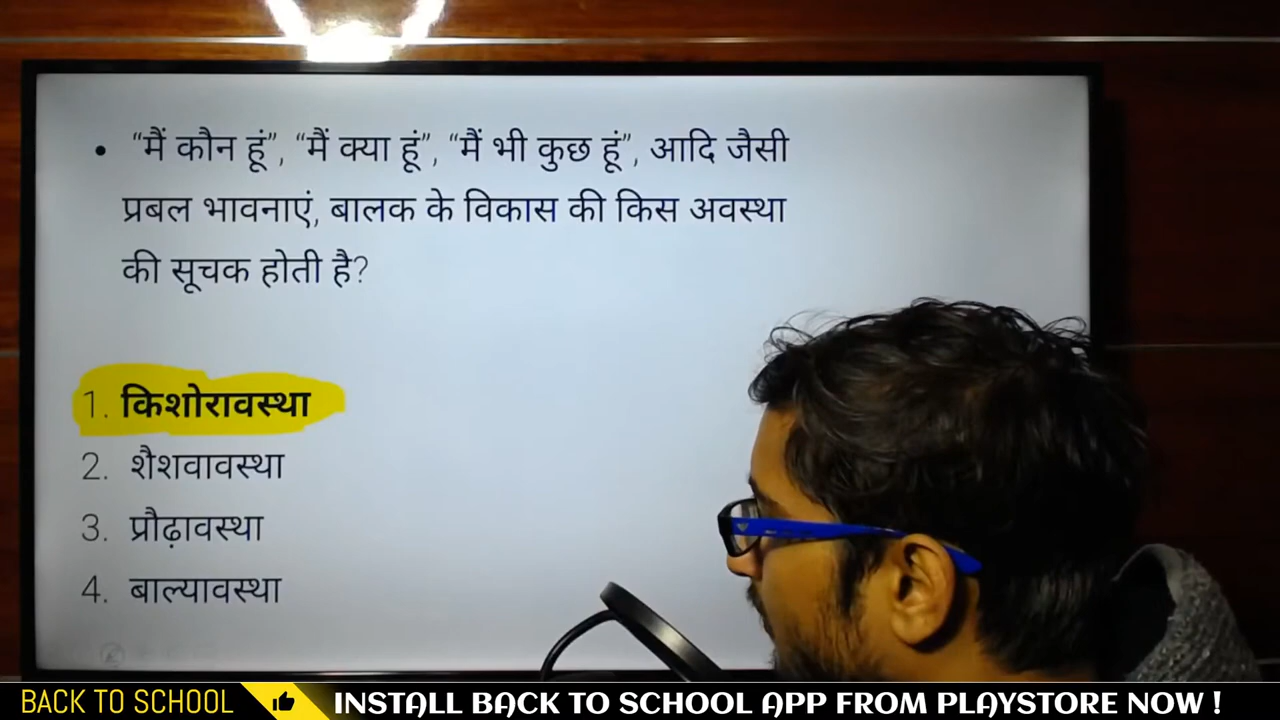 • “मैं कौन हूं”, “मैं क्या हूं”, “मैं भी कुछ हूं”, आदि जैसी
प्रबल भावनाएं, बालक के विकास की किस अवस्था
की सूचक होती है?
1. किशोरावस्था
2. शैशवावस्था
3. प्रौढ़ावस्था
4. बाल्यावस्था
BACK TO SCHOOL INSTALL BACK TO SCHOOL APP FROM PLAYSTORE NOW !